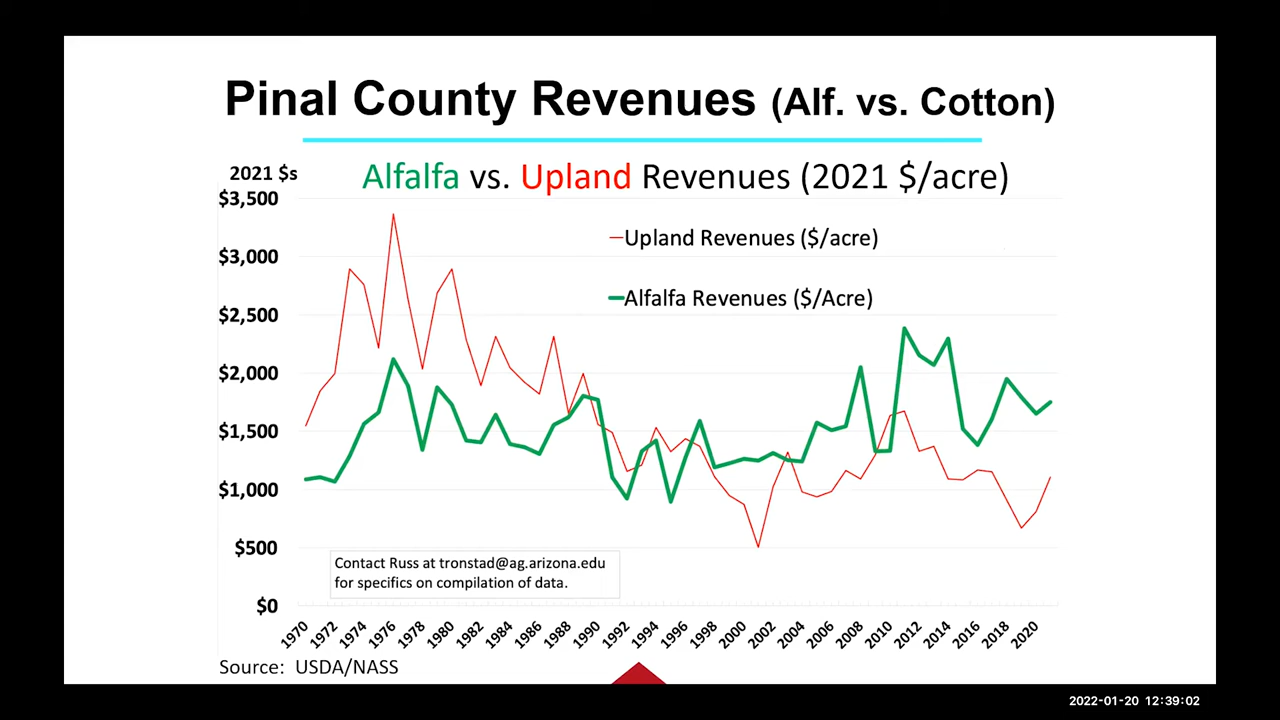 Pinal County Revenues (Alf. vs. Cotton)
2021 $s
Alfalfa vs. Upland Revenues (2021 $/acre)
$3,500
$3,000
$2,500
$2,000
$1,500
$1,000
$500
$0
Upland Revenues ($/acre)
Alfalfa Revenues ($/Acre)
Contact Russ at tronstad@ag.arizona.edu
for specifics on compilation of data.
1970 1972 1974 1976 1978 1980 1982 1984 1986 1988 1990 1992 1994 1996 1998 2000 2002 2004 2006 2008 2010 2012 2014 2016 2018 2020
Source: USDA/NASS
2022-01-20 12:39:02